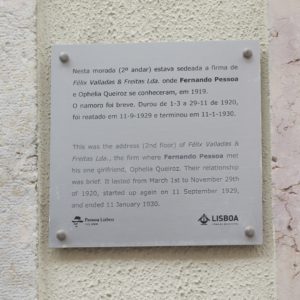 Nesta morada (2º andar) estava sedeada a firma de
Félix Valladas & Freitas Lda. onde Fernando Pessoa
e Ophelia Queiroz se conheceram, em 1919.
O namoro foi breve. Durou de 1-3 a 29-11 de 1920,
foi reatado em 11-9-1929 e terminou em 11-1-1930.
This was the address (2nd floor) of Félix Valladas &
Freitas Lda., the firm where Fernando Pessoa met
his one girlfriend, Ophelia Queiroz. Their relationship
was brief. It lasted from March 1st to November 29th
of 1920, started up again on 11 September 1929,
and ended 11 January 1930.
LISBOA